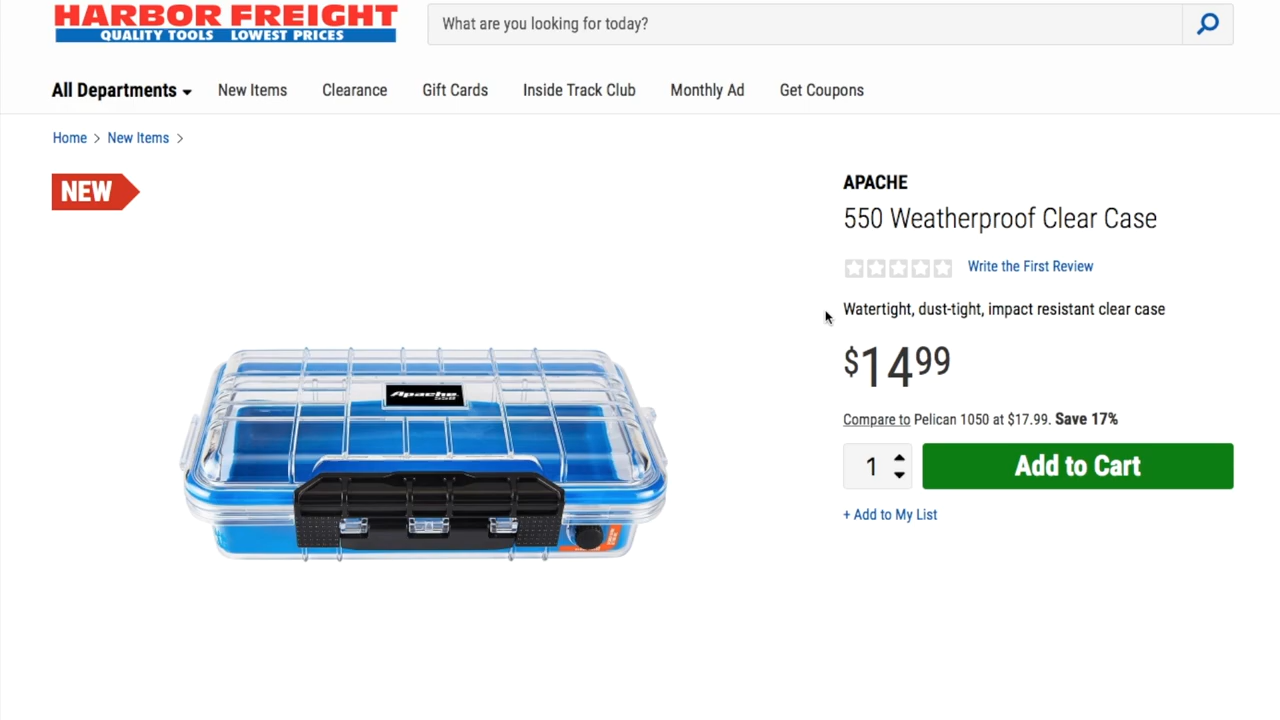 HARBOR FREIGHT
QUALITY TOOLS LOWEST PRICES
What are you looking for today?
All Departments New Items Clearance Gift Cards Inside Track Club Monthly Ad Get Coupons
Home > New Items >
NEW
APACHE
550 Weatherproof Clear Case
Write the First Review
Watertight, dust-tight, impact resistant clear case
$1499
Compare to Pelican 1050 at $17.99. Save 17%
1
Add to Cart
+ Add to My List
Apache